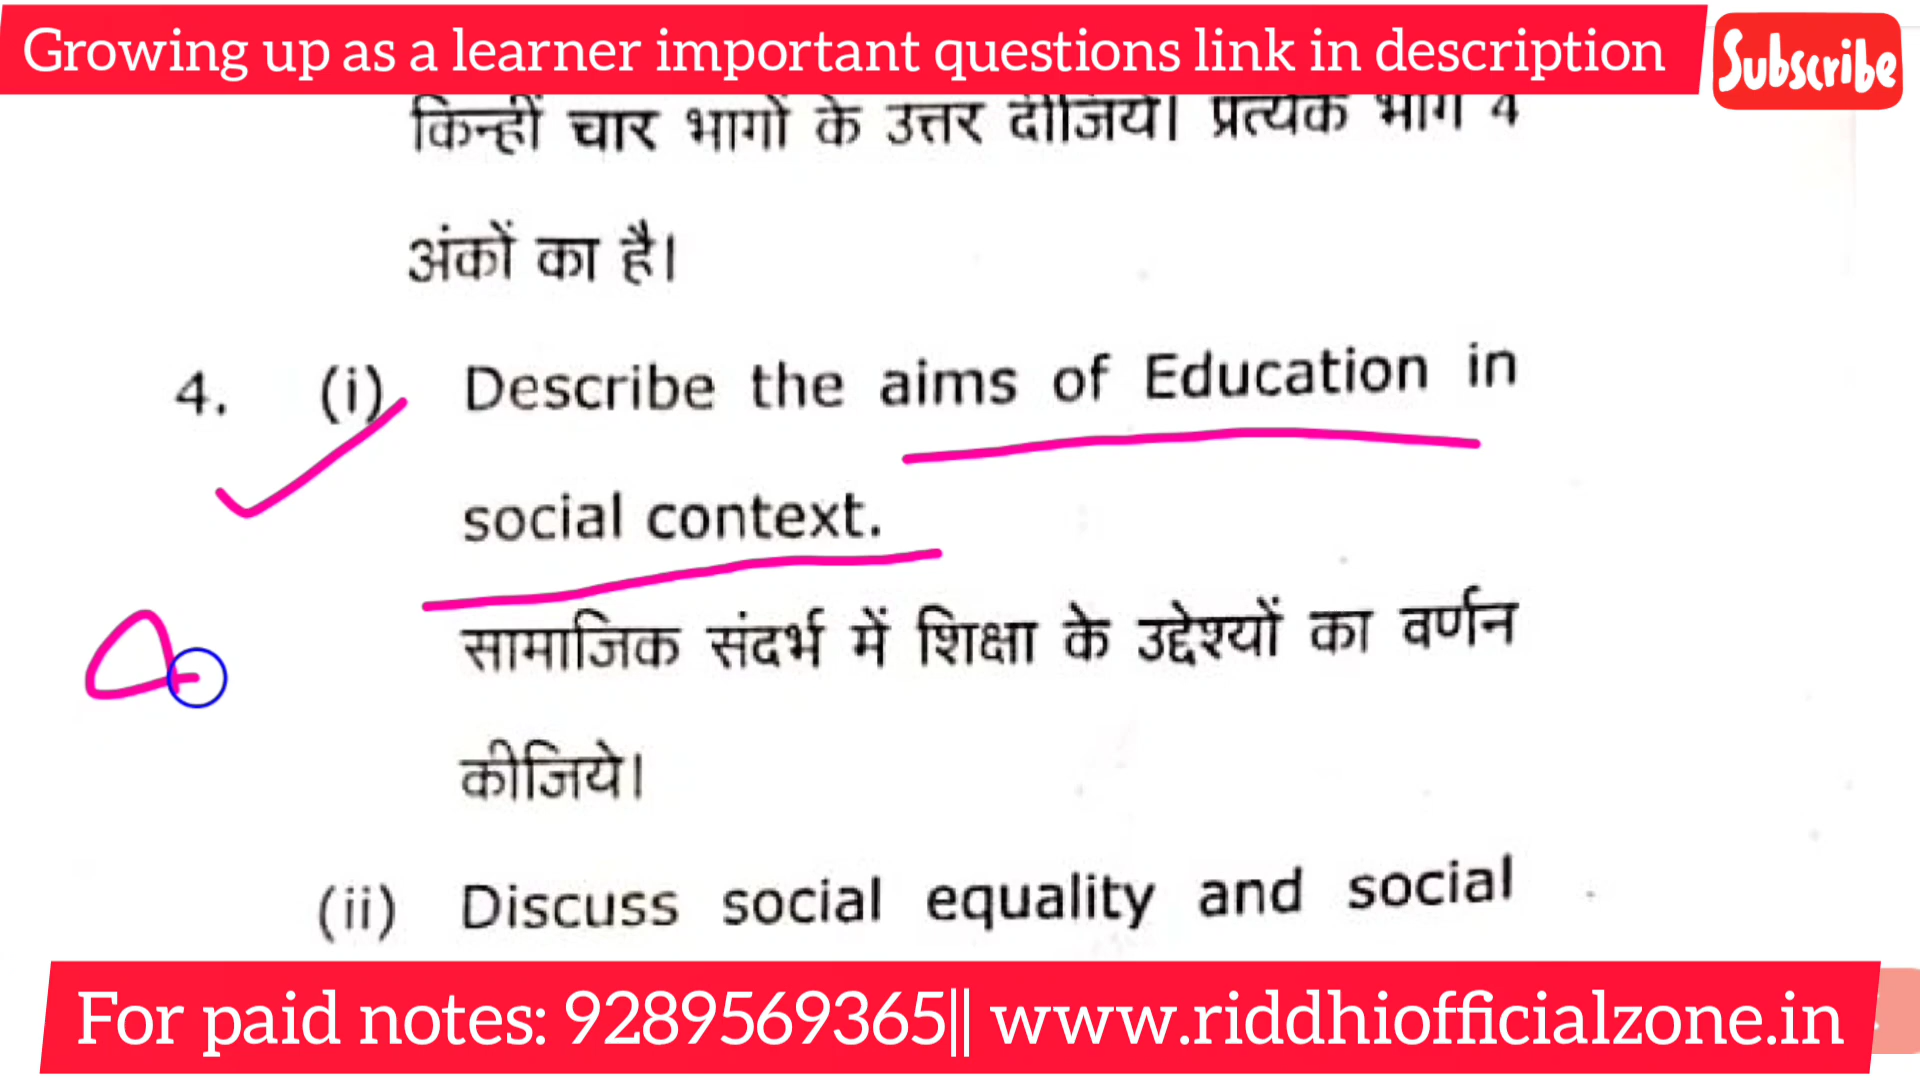 Growing up as a learner important questions link in description
Subscribe
किन्हीं चार भागों के उत्तर दीजिये। प्रत्येक भाग 4
अंकों का है।
4. (i) Describe the aims of Education in
social context.
सामाजिक संदर्भ में शिक्षा के उद्देश्यों का वर्णन
कीजिये।
(ii) Discuss social equality and social
For paid notes: 9289569365|| www.riddhiofficialzone.in